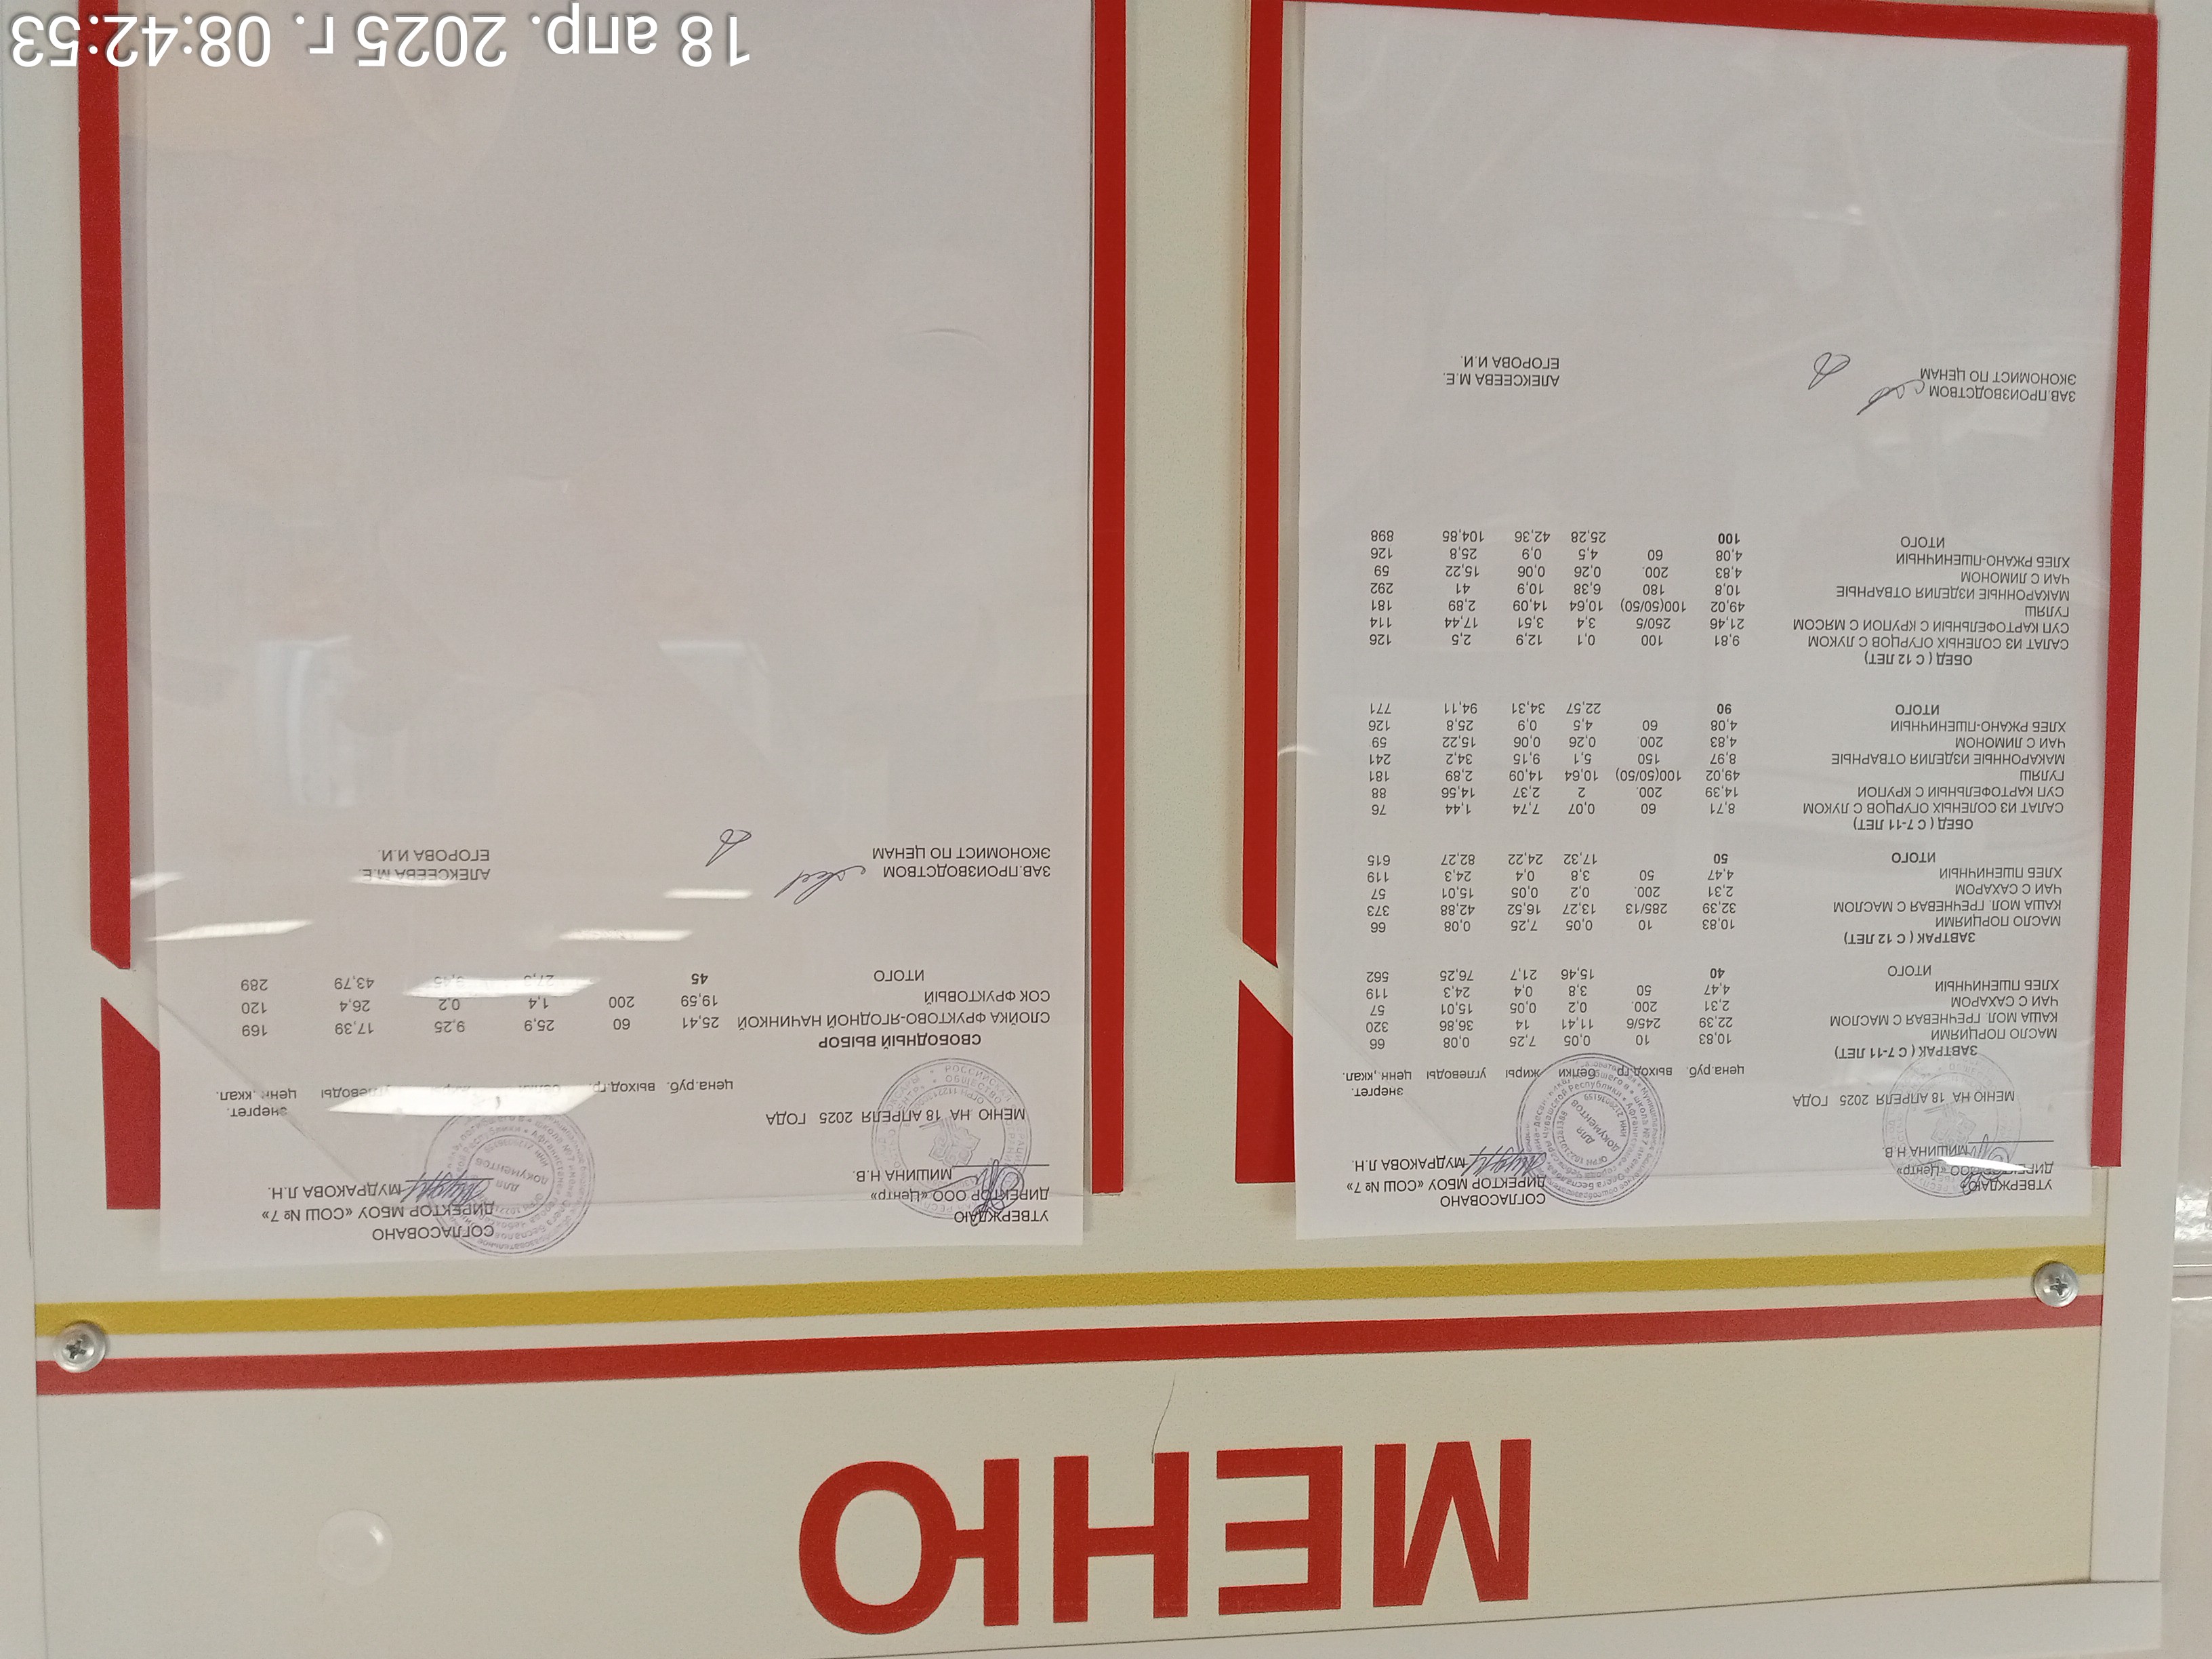 МЕНЮ
УТВЕРЖДАЮ
ДИРЕКТОР ООО «Центр»
МИШИНА Н.В.
СОГЛАСОВАНО
ДИРЕКТОР МБОУ «СОШ № 7»
МУДРАКОВА Л.Н.
МЕНЮ НА 18 АПРЕЛЯ 2025 ГОДА
цена.руб. выход.гр. белки жиры углеводы энергет. ценн.,ккал.
ЗАВТРАК ( С 7-11 ЛЕТ)
МАСЛО ПОРЦИЯМИ 10,83 10 0,05 7,25 0,08 66
КАША МОЛ. ГРЕЧНЕВАЯ С МАСЛОМ 22,39 245/6 11,41 14 36,86 320
ЧАЙ С САХАРОМ 2,31 200. 0,2 0,05 15,01 57
ХЛЕБ ПШЕНИЧНЫЙ 4,47 50 3,8 0,4 24,3 119
ИТОГО 40 15,46 21,7 76,25 562
ЗАВТРАК ( С 12 ЛЕТ)
МАСЛО ПОРЦИЯМИ 10,83 10 0,05 7,25 0,08 66
КАША МОЛ. ГРЕЧНЕВАЯ С МАСЛОМ 32,39 285/13 13,27 16,52 42,88 373
ЧАЙ С САХАРОМ 2,31 200. 0,2 0,05 15,01 57
ХЛЕБ ПШЕНИЧНЫЙ 4,47 50 3,8 0,4 24,3 119
ИТОГО 50 17,32 24,22 82,27 615
ОБЕД ( С 7-11 ЛЕТ)
САЛАТ ИЗ СОЛЕНЫХ ОГУРЦОВ С ЛУКОМ 8,71 60 0,07 7,74 1,44 76
СУП КАРТОФЕЛЬНЫЙ С КРУПОЙ 14,39 200. 2 2,37 14,56 88
ГУЛЯШ 49,02 100(50/50) 10,64 14,09 2,89 181
МАКАРОННЫЕ ИЗДЕЛИЯ ОТВАРНЫЕ 8,97 150 5,1 9,15 34,2 241
ЧАЙ С ЛИМОНОМ 4,83 200. 0,26 0,06 15,22 59
ХЛЕБ РЖАНО-ПШЕНИЧНЫЙ 4,08 60 4,5 0,9 25,8 126
ИТОГО 90 22,57 34,31 94,11 771
ОБЕД ( С 12 ЛЕТ)
САЛАТ ИЗ СОЛЕНЫХ ОГУРЦОВ С ЛУКОМ 9,81 100 0,1 12,9 2,5 126
СУП КАРТОФЕЛЬНЫЙ С КРУПОЙ С МЯСОМ 21,46 250/5 3,4 3,51 17,44 114
ГУЛЯШ 49,02 100(50/50) 10,64 14,09 2,89 181
МАКАРОННЫЕ ИЗДЕЛИЯ ОТВАРНЫЕ 10,8 180 6,38 10,9 41 292
ЧАЙ С ЛИМОНОМ 4,83 200. 0,26 0,06 15,22 59
ХЛЕБ РЖАНО-ПШЕНИЧНЫЙ 4,08 60 4,5 0,9 25,8 126
ИТОГО 100 25,28 42,36 104,85 898
ЗАВ.ПРОИЗВОДСТВОМ АЛЕКСЕЕВА М.Е.
ЭКОНОМИСТ ПО ЦЕНАМ ЕГОРОВА И.И.
УТВЕРЖДАЮ
ДИРЕКТОР ООО «Центр»
МИШИНА Н.В.
СОГЛАСОВАНО
ДИРЕКТОР МБОУ «СОШ № 7»
МУДРАКОВА Л.Н.
МЕНЮ НА 18 АПРЕЛЯ 2025 ГОДА
цена.руб. выход.гр. углеводы энергет. ценн.,ккал.
СВОБОДНЫЙ ВЫБОР
СЛОЙКА ФРУКТОВО-ЯГОДНОЙ НАЧИНКОЙ 25,41 60 25,9 9,25 17,39 169
СОК ФРУКТОВЫЙ 19,59 200 1,4 0,2 26,4 120
ИТОГО 45 27,3 9,45 43,79 289
ЗАВ.ПРОИЗВОДСТВОМ АЛЕКСЕЕВА М.Е.
ЭКОНОМИСТ ПО ЦЕНАМ ЕГОРОВА И.И.
18 апр. 2025 г. 08:42:53